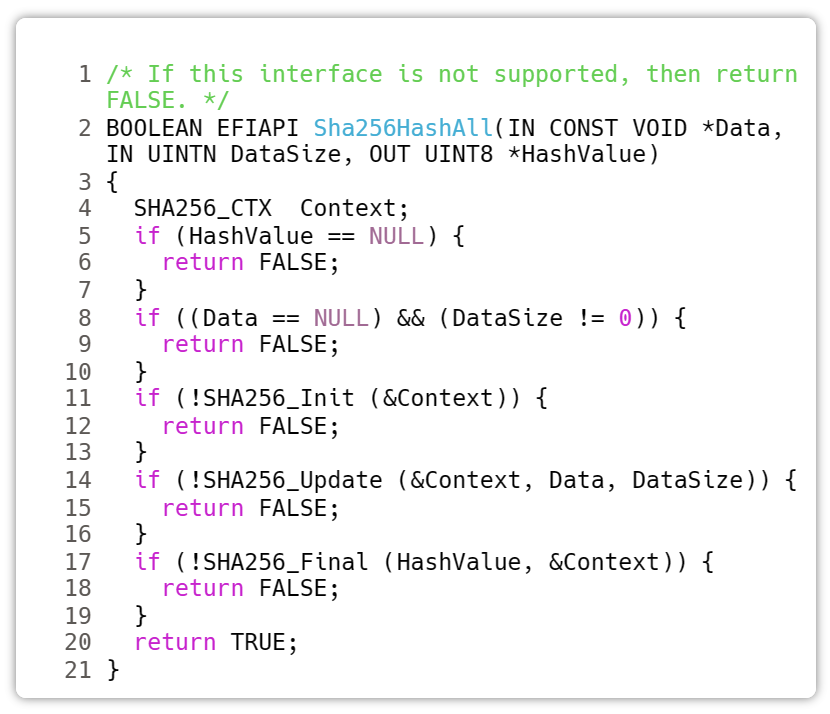 1 /* If this interface is not supported, then return
FALSE. */
2 BOOLEAN EFIAPI Sha256HashAll(IN CONST VOID *Data,
IN UINTN DataSize, OUT UINT8 *HashValue)
3 {
4   SHA256_CTX  Context;
5   if (HashValue == NULL) {
6     return FALSE;
7   }
8   if ((Data == NULL) && (DataSize != 0)) {
9     return FALSE;
10   }
11   if (!SHA256_Init (&Context)) {
12     return FALSE;
13   }
14   if (!SHA256_Update (&Context, Data, DataSize)) {
15     return FALSE;
16   }
17   if (!SHA256_Final (HashValue, &Context)) {
18     return FALSE;
19   }
20   return TRUE;
21 }